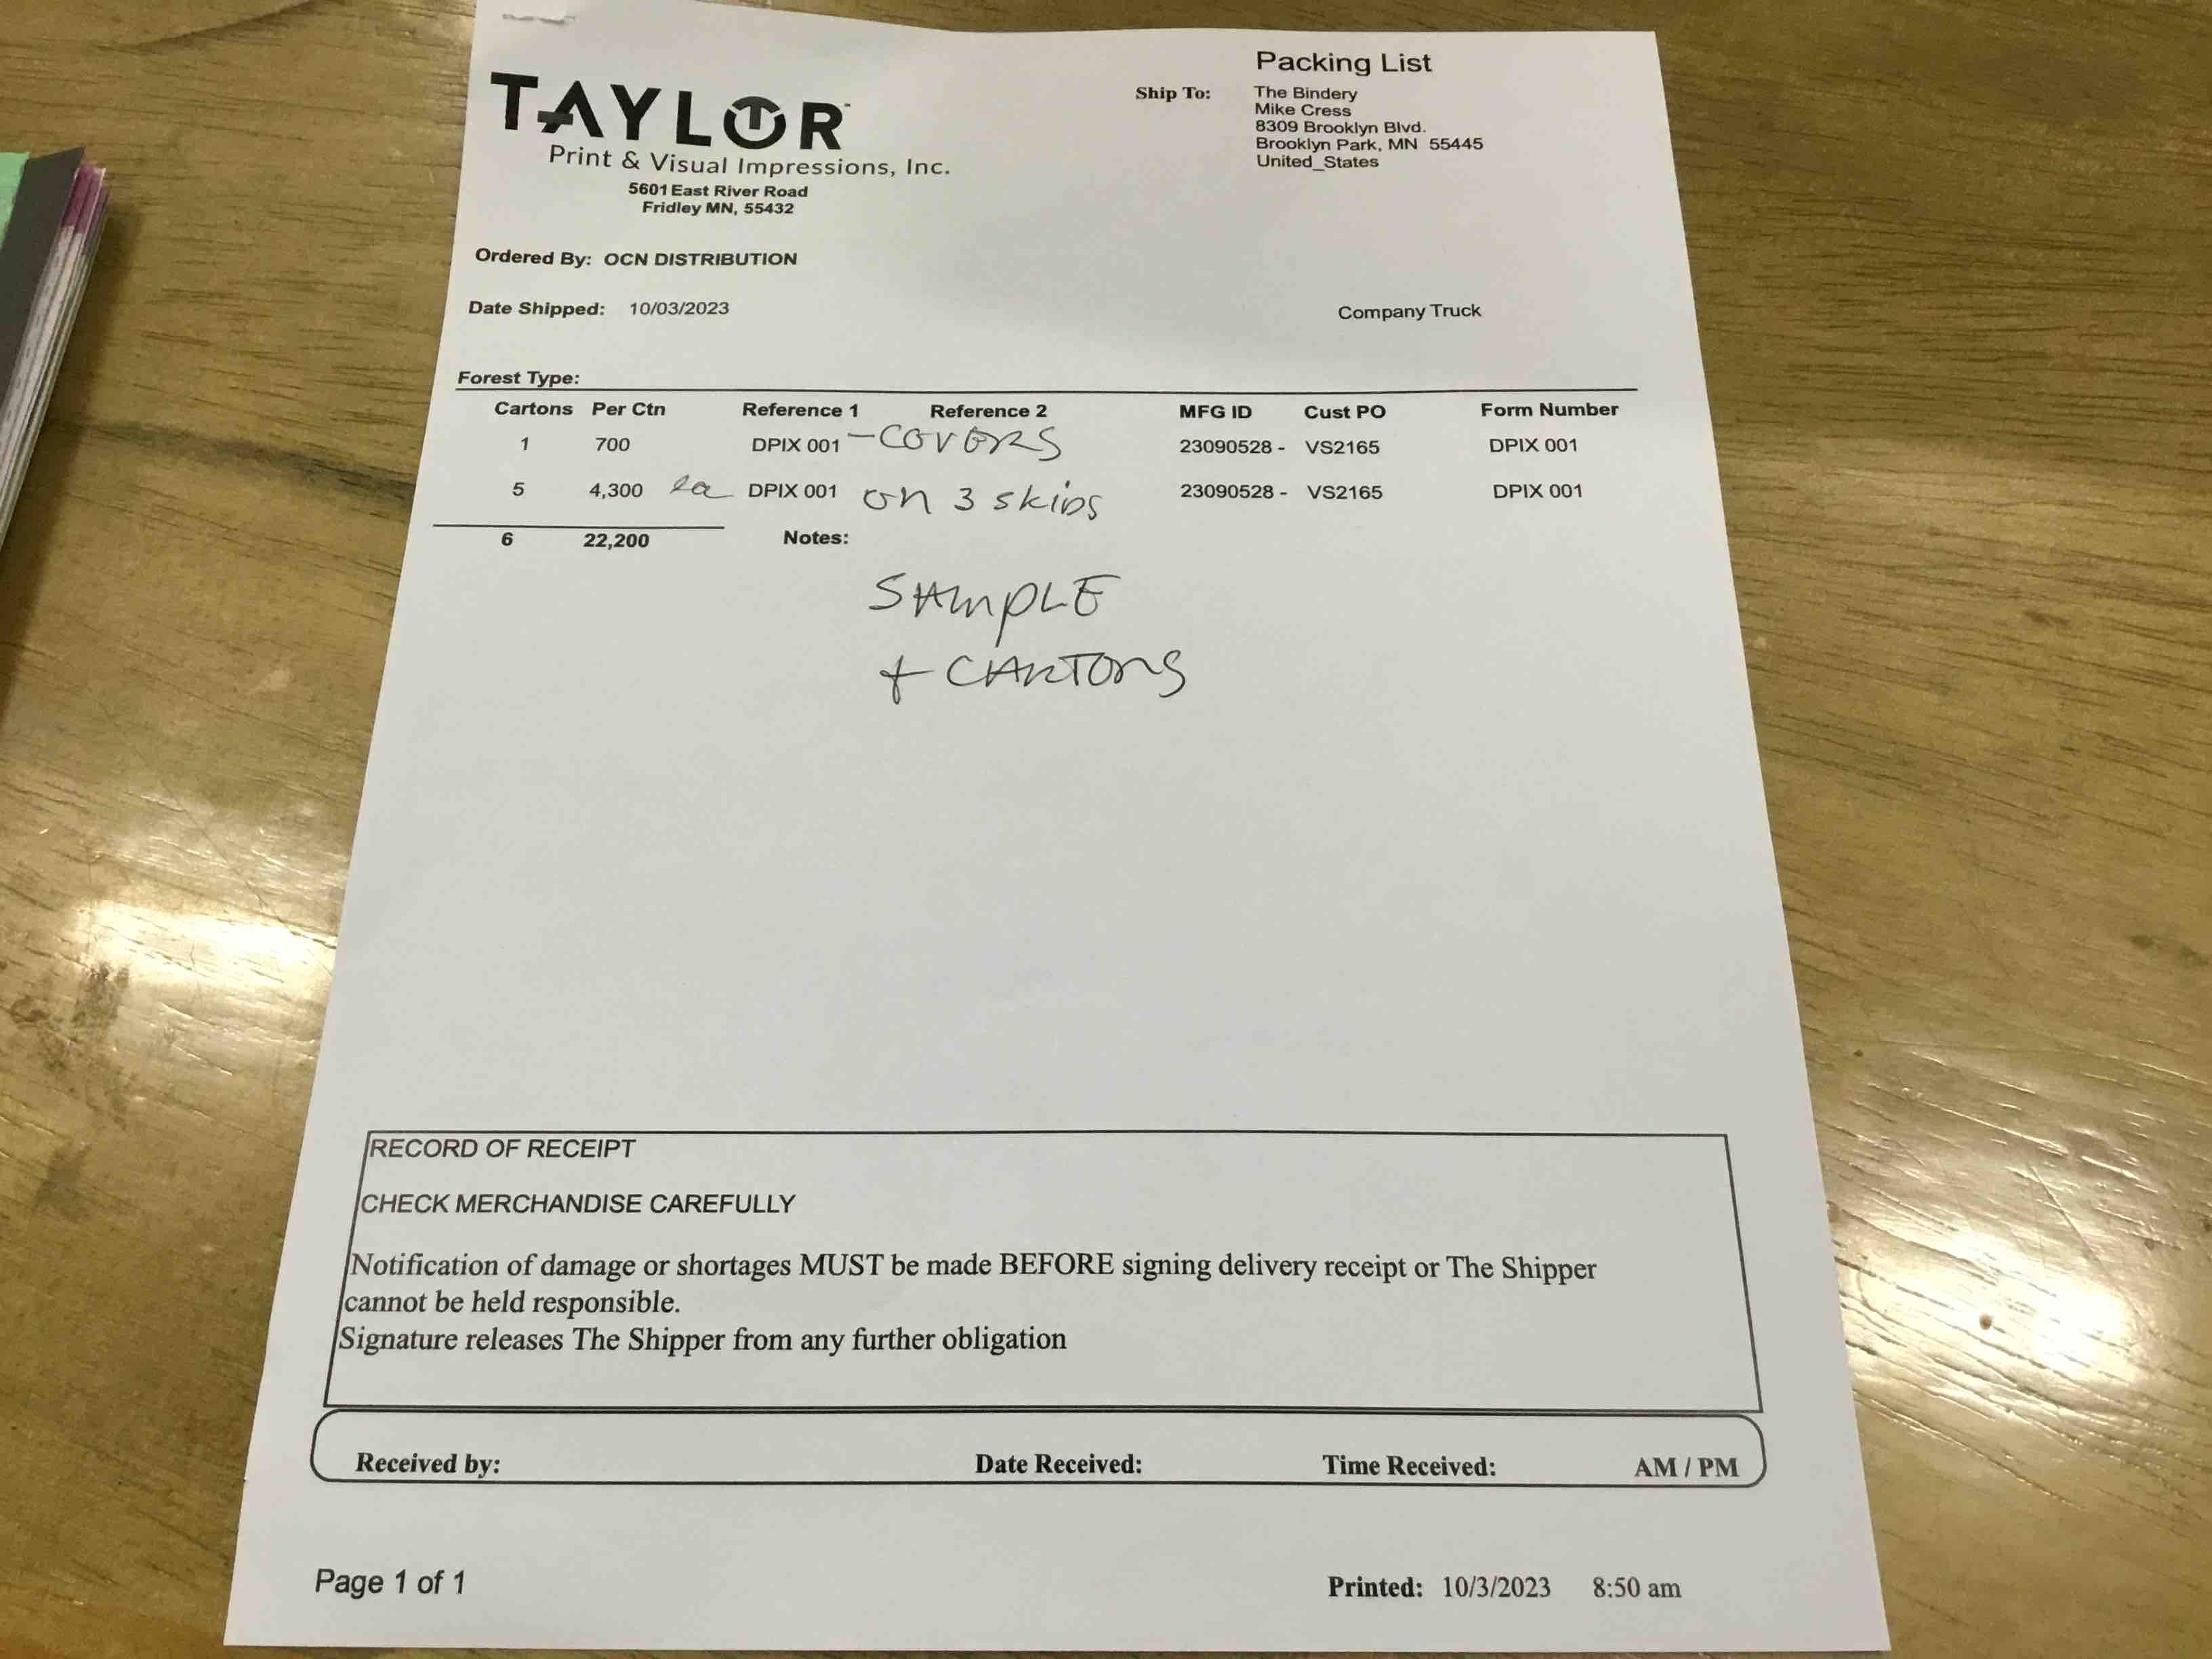 Packing List
TAYLOR
Print & Visual Impressions, Inc.
5601 East River Road
Fridley MN, 55432
Ship To: The Bindery
Mike Cress
8309 Brooklyn Blvd.
Brooklyn Park, MN 55445
United_States
Ordered By: OCN DISTRIBUTION
Date Shipped: 10/03/2023 Company Truck
Forest Type:
Cartons Per Ctn Reference 1 Reference 2 MFG ID Cust PO Form Number
1 700 DPIX 001 - COVERS 23090528 - VS2165 DPIX 001
5 4,300 ea DPIX 001 on 3 skids 23090528 - VS2165 DPIX 001
6 22,200 Notes:
SAMPLE
+ CARTONS
RECORD OF RECEIPT
CHECK MERCHANDISE CAREFULLY
Notification of damage or shortages MUST be made BEFORE signing delivery receipt or The Shipper
cannot be held responsible.
Signature releases The Shipper from any further obligation
Received by: Date Received: Time Received: AM / PM
Page 1 of 1 Printed: 10/3/2023 8:50 am